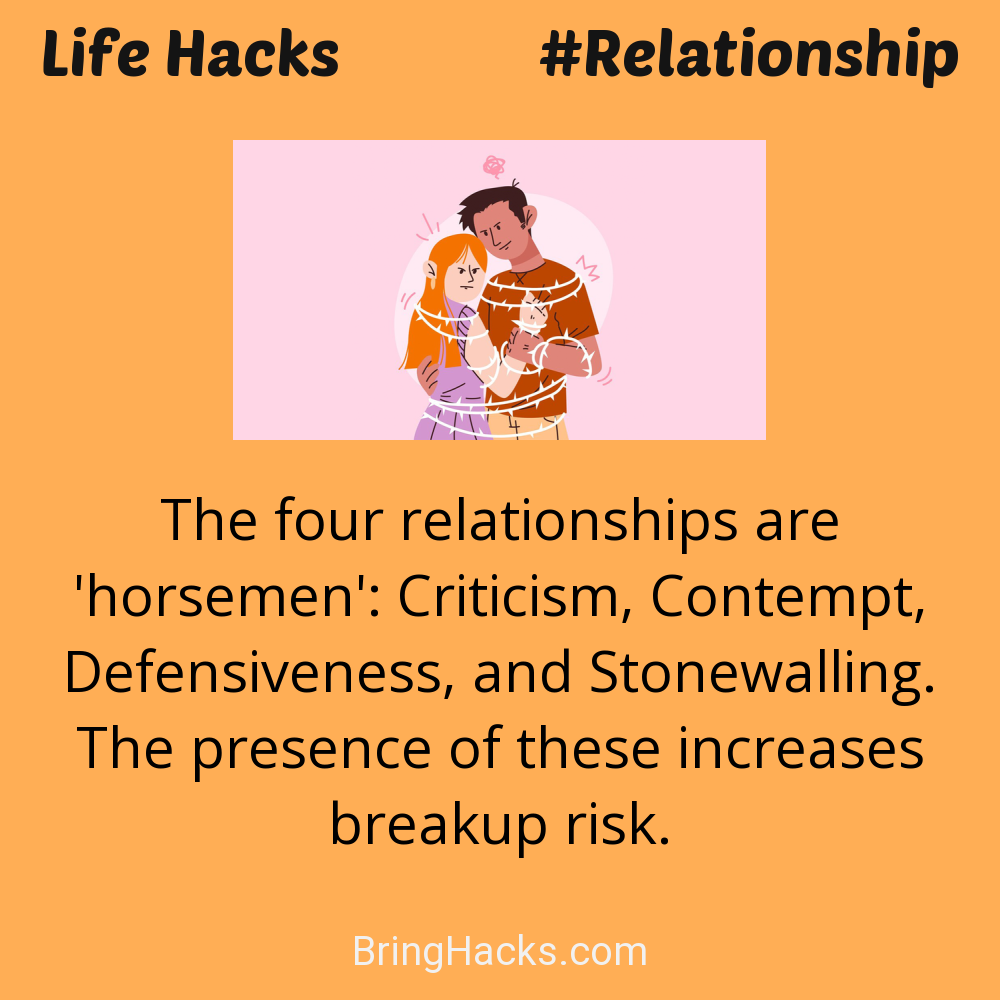 Life Hacks
#Relationship
The four relationships are
'horsemen': Criticism, Contempt,
Defensiveness, and Stonewalling.
The presence of these increases
breakup risk.
BringHacks.com